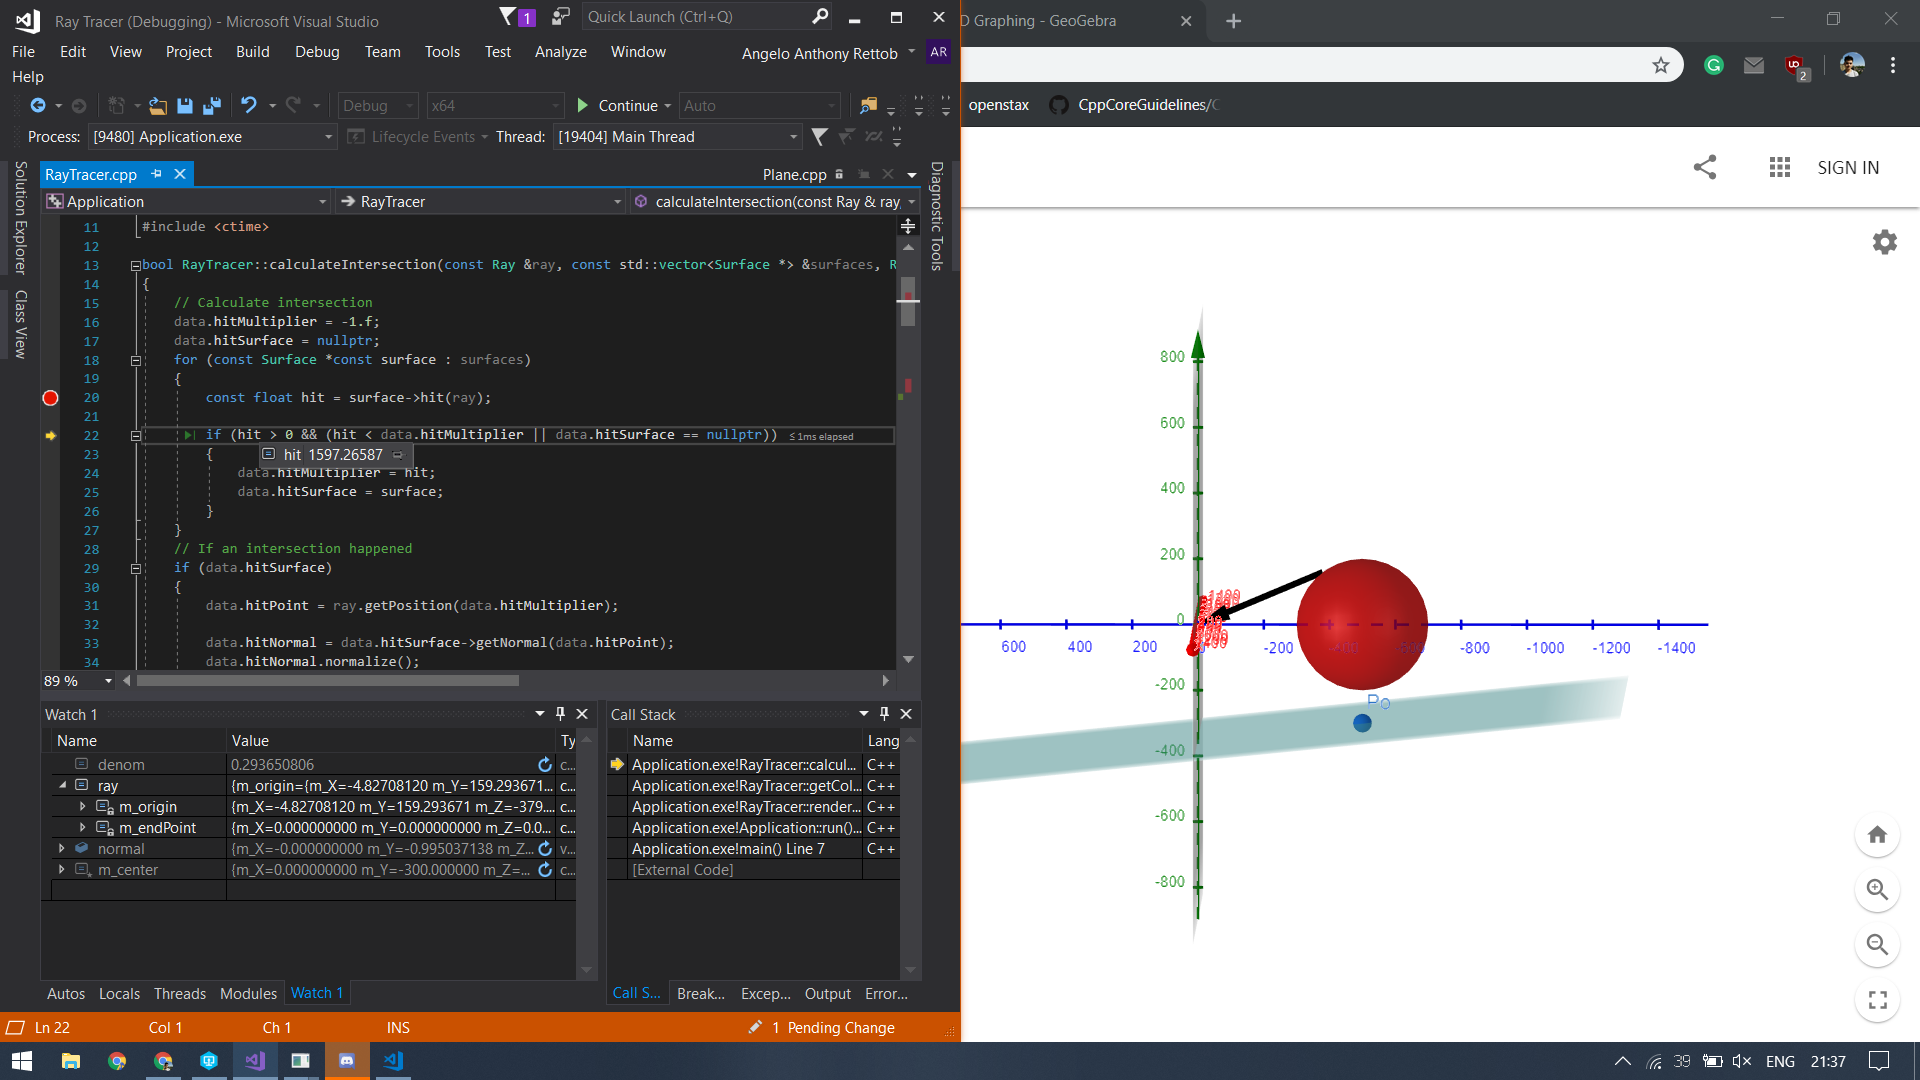 Ray Tracer (Debugging) - Microsoft Visual Studio
1
Quick Launch (Ctrl+Q)
File Edit View Project Build Debug Team Tools Test Analyze Window
Angelo Anthony Rettob AR
Help
Debug x64 Continue Auto
Process: [9480] Application.exe Lifecycle Events Thread: [19404] Main Thread
Solution Explorer
Class View
RayTracer.cpp
Plane.cpp
Diagnostic Tools
Application RayTracer calculateIntersection(const Ray & ray,
11 #include <ctime>
12
13 bool RayTracer::calculateIntersection(const Ray &ray, const std::vector<Surface *> &surfaces, R
14 {
15 // Calculate intersection
16 data.hitMultiplier = -1.f;
17 data.hitSurface = nullptr;
18 for (const Surface *const surface : surfaces)
19 {
20 const float hit = surface->hit(ray);
21
22 if (hit > 0 && (hit < data.hitMultiplier || data.hitSurface == nullptr)) ≤ 1ms elapsed
23 {
hit 1597.26587
24 data.hitMultiplier = hit;
25 data.hitSurface = surface;
26 }
27 }
28 // If an intersection happened
29 if (data.hitSurface)
30 {
31 data.hitPoint = ray.getPosition(data.hitMultiplier);
32
33 data.hitNormal = data.hitSurface->getNormal(data.hitPoint);
34 data.hitNormal.normalize();
89 %
Watch 1
Name Value Ty
denom 0.293650806 c...
ray {m_origin={m_X=-4.82708120 m_Y=159.293671... c...
m_origin {m_X=-4.82708120 m_Y=159.293671 m_Z=-379... c...
m_endPoint {m_X=0.000000000 m_Y=0.000000000 m_Z=0.0... c...
normal {m_X=-0.000000000 m_Y=-0.995037138 m_Z... v...
m_center {m_X=0.000000000 m_Y=-300.000000 m_Z=... c...
Autos Locals Threads Modules Watch 1
Call Stack
Name Lang
Application.exe!RayTracer::calcul... C++
Application.exe!RayTracer::getCol... C++
Application.exe!RayTracer::render... C++
Application.exe!Application::run()... C++
Application.exe!main() Line 7 C++
[External Code]
Call S... Break... Excep... Output Error...
Ln 22 Col 1 Ch 1 INS 1 Pending Change
D Graphing - GeoGebra
2
openstax CppCoreGuidelines/C
SIGN IN
800
600
400
200
0
-200
-400
-600
-800
600 400 200 0 -200 -400 -600 -800 -1000 -1200 -1400
P0
39 ENG 21:37